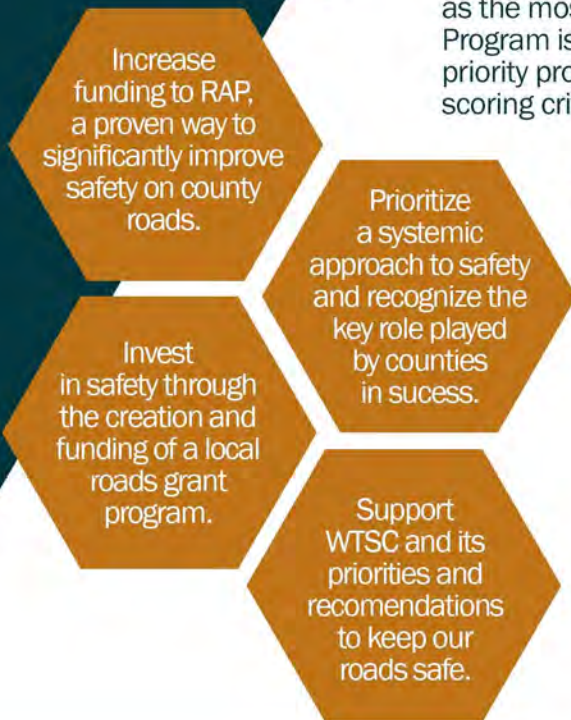 as the mos
Program is
priority pro
scoring cri
Increase
funding to RAP,
a proven way to
significantly improve
safety on county
roads.
Prioritize
a systemic
approach to safety
and recognize the
key role played
by counties
in sucess.
Invest
in safety through
the creation and
funding of a local
roads grant
program.
Support
WTSC and its
priorities and
recomendations
to keep our
roads safe.